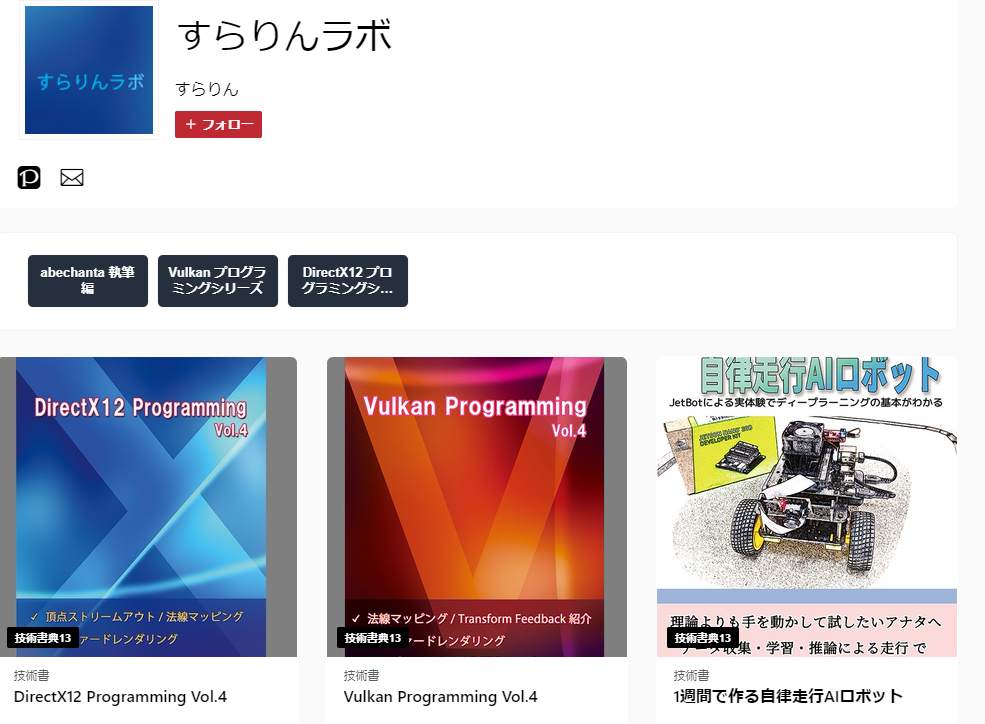 すらりんラボ
すらりんラボ
すらりん
+ フォロー
abechanta 執筆
編
Vulkan プログラ
ミングシリーズ
DirectX12 プロ
グラミングシ...
DirectX12 Programming
Vol.4
✓ 頂点ストリームアウト / 法線マッピング
技術書典13
ァードレンダリング
技術書
DirectX12 Programming Vol.4
Vulkan Programming
Vol.4
✓ 法線マッピング / Transform Feedback 紹介
技術書典13
ァードレンダリング
技術書
Vulkan Programming Vol.4
自律走行AIロボット
JetBotによる実体験でディープラーニングの基本がわかる
DEVELOPER KIT
理論よりも手を動かして試したいアナタへ
技術書典13
データ収集・学習・推論による走行 で
技術書
1週間で作る自律走行AIロボット